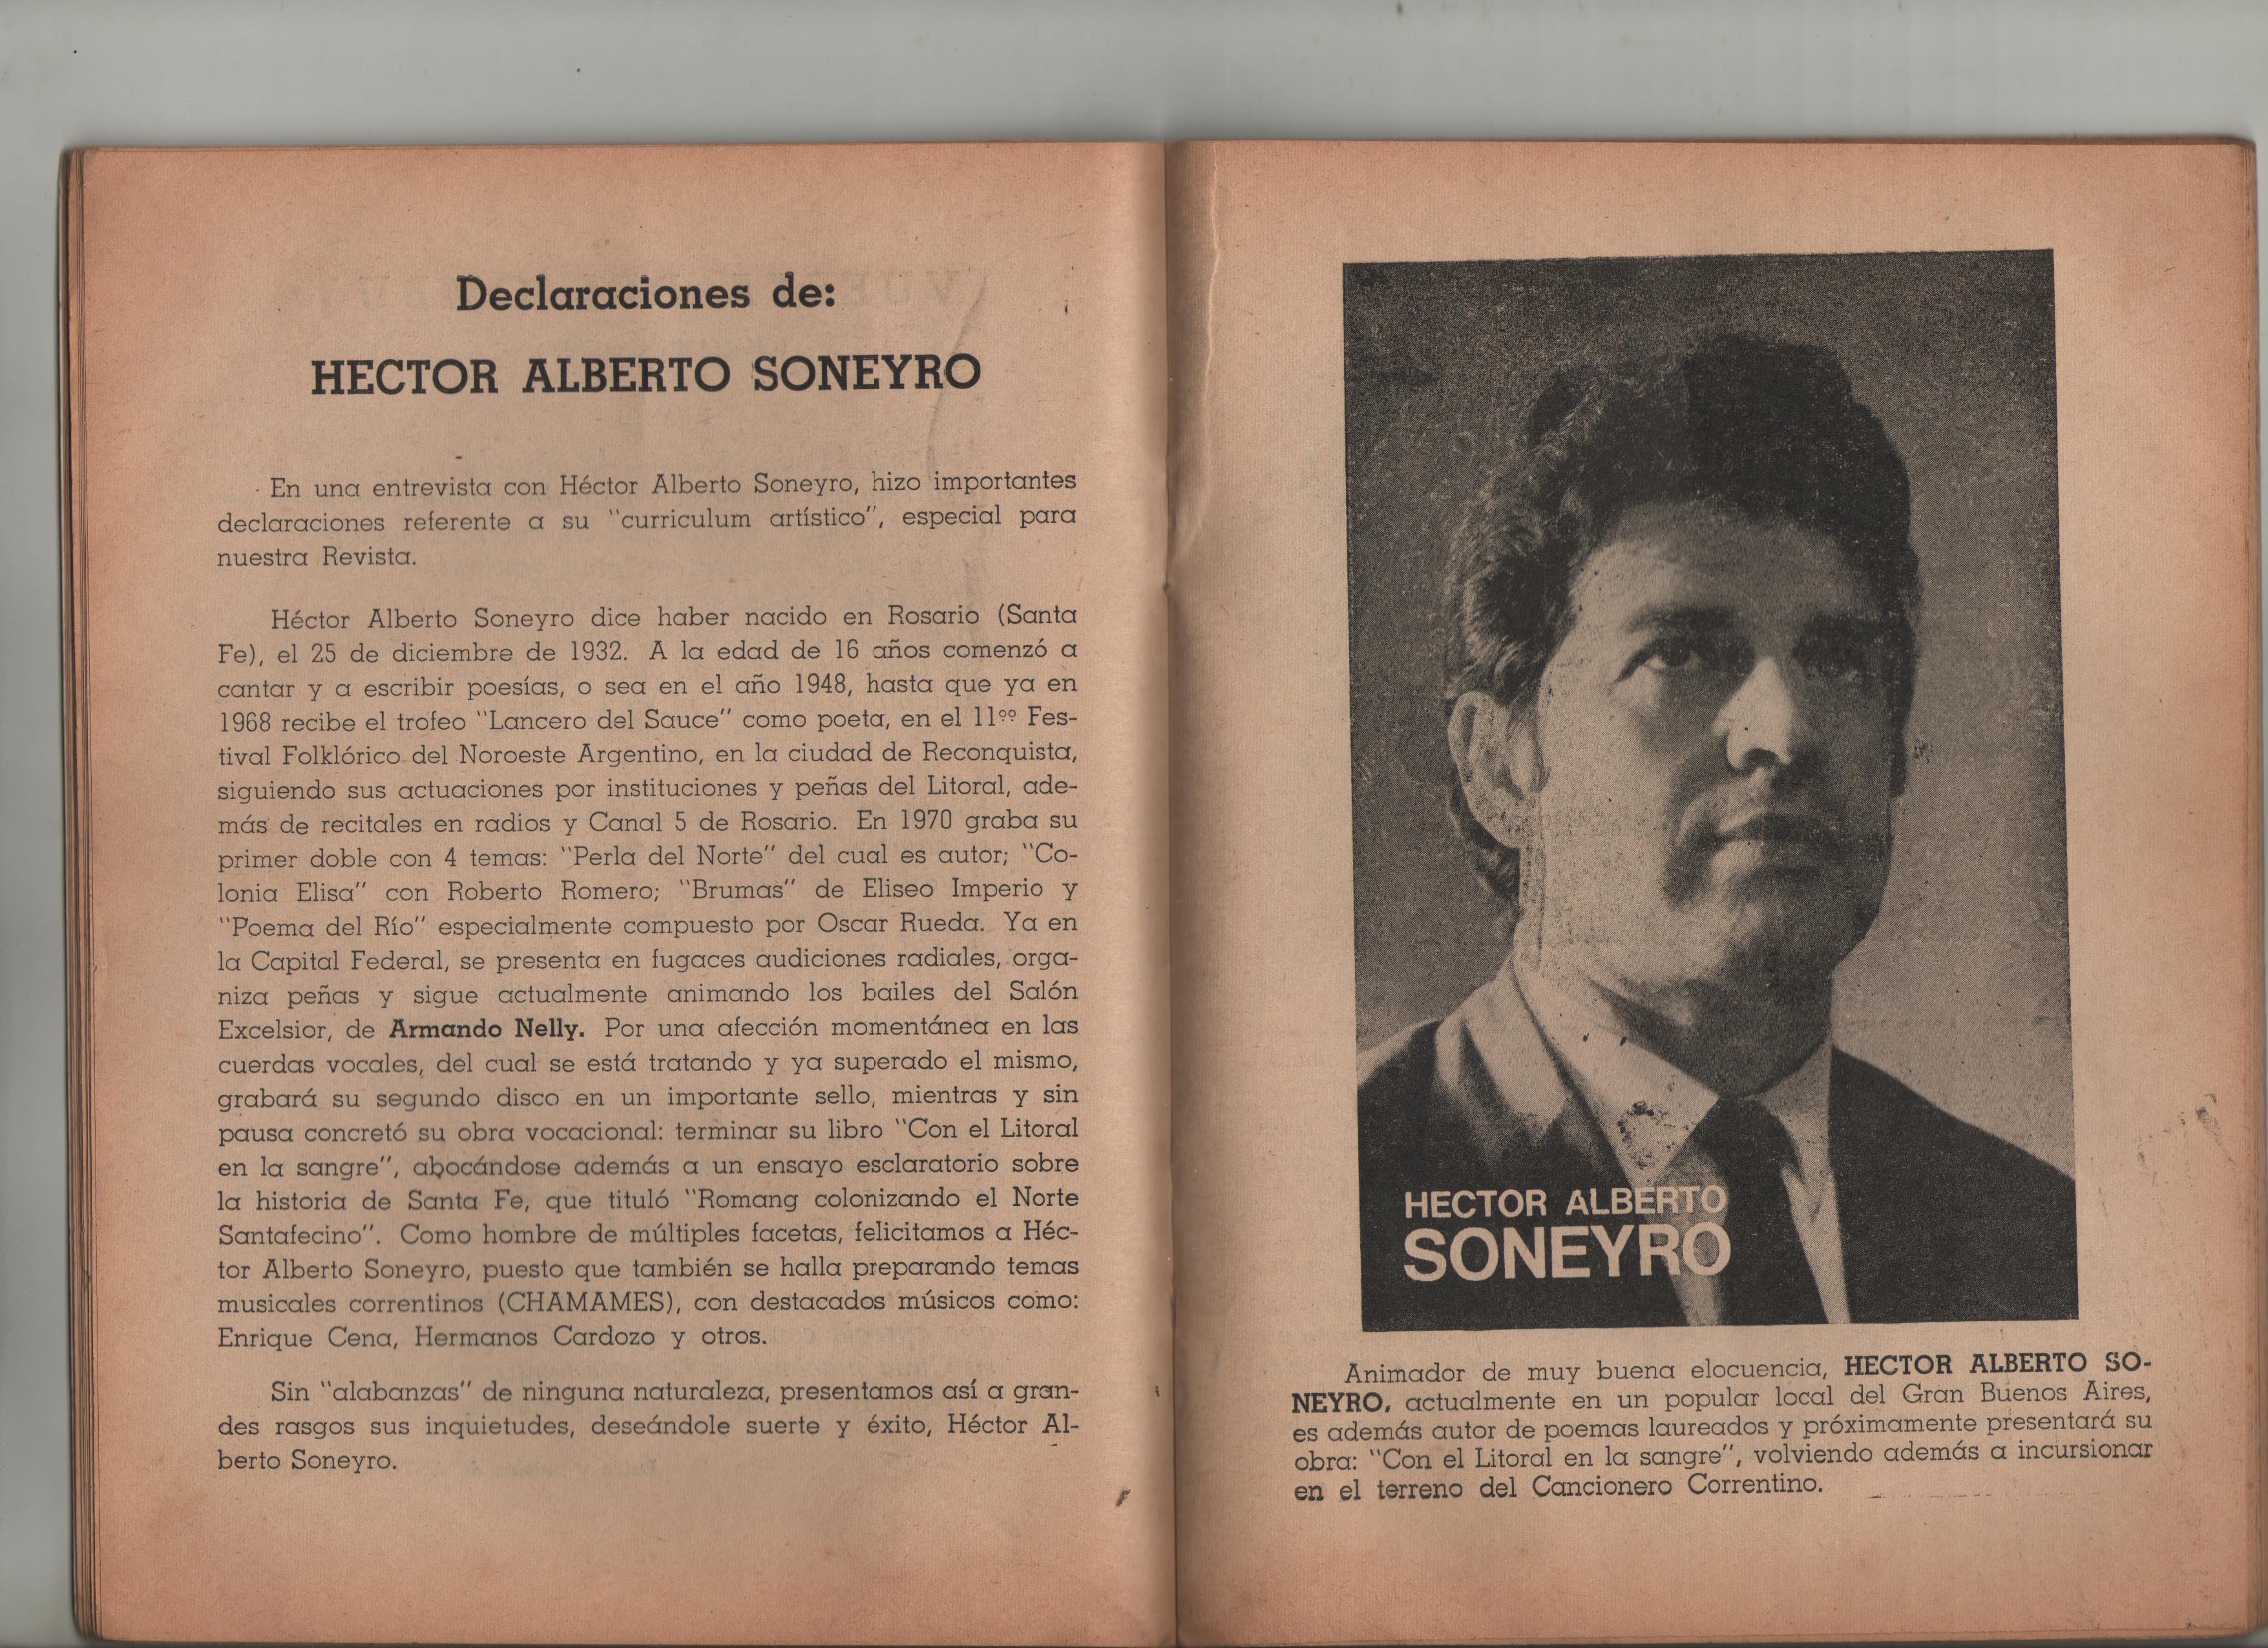 Declaraciones de:
HECTOR ALBERTO SONEYRO
En una entrevista con Héctor Alberto Soneyro, hizo importantes
declaraciones referente a su "curriculum artístico", especial para
nuestra Revista.
Héctor Alberto Soneyro dice haber nacido en Rosario (Santa
Fe), el 25 de diciembre de 1932. A la edad de 16 años comenzó a
cantar y a escribir poesías, o sea en el año 1948, hasta que ya en
1968 recibe el trofeo "Lancero del Sauce" como poeta, en el 11ºº Fes-
tival Folklórico del Noroeste Argentino, en la ciudad de Reconquista,
siguiendo sus actuaciones por instituciones y peñas del Litoral, ade-
más de recitales en radios y Canal 5 de Rosario. En 1970 graba su
primer doble con 4 temas: "Perla del Norte" del cual es autor; "Co-
lonia Elisa" con Roberto Romero; "Brumas" de Eliseo Imperio y
"Poema del Río" especialmente compuesto por Oscar Rueda. Ya en
la Capital Federal, se presenta en fugaces audiciones radiales, orga-
niza peñas y sigue actualmente animando los bailes del Salón
Excelsior, de Armando Nelly. Por una afección momentánea en las
cuerdas vocales, del cual se está tratando y ya superado el mismo,
grabará su segundo disco en un importante sello, mientras y sin
pausa concretó su obra vocacional: terminar su libro "Con el Litoral
en la sangre", abocándose además a un ensayo esclaratorio sobre
la historia de Santa Fe, que tituló "Romang colonizando el Norte
Santafecino". Como hombre de múltiples facetas, felicitamos a Héc-
tor Alberto Soneyro, puesto que también se halla preparando temas
musicales correntinos (CHAMAMES), con destacados músicos como:
Enrique Cena, Hermanos Cardozo y otros.
Sin "alabanzas" de ninguna naturaleza, presentamos así a gran-
des rasgos sus inquietudes, deseándole suerte y éxito, Héctor Al-
berto Soneyro.
HECTOR ALBERTO
SONEYRO
Animador de muy buena elocuencia, HECTOR ALBERTO SO-
NEYRO, actualmente en un popular local del Gran Buenos Aires,
es además autor de poemas laureados y próximamente presentará su
obra: "Con el Litoral en la sangre", volviendo además a incursionar
en el terreno del Cancionero Correntino.